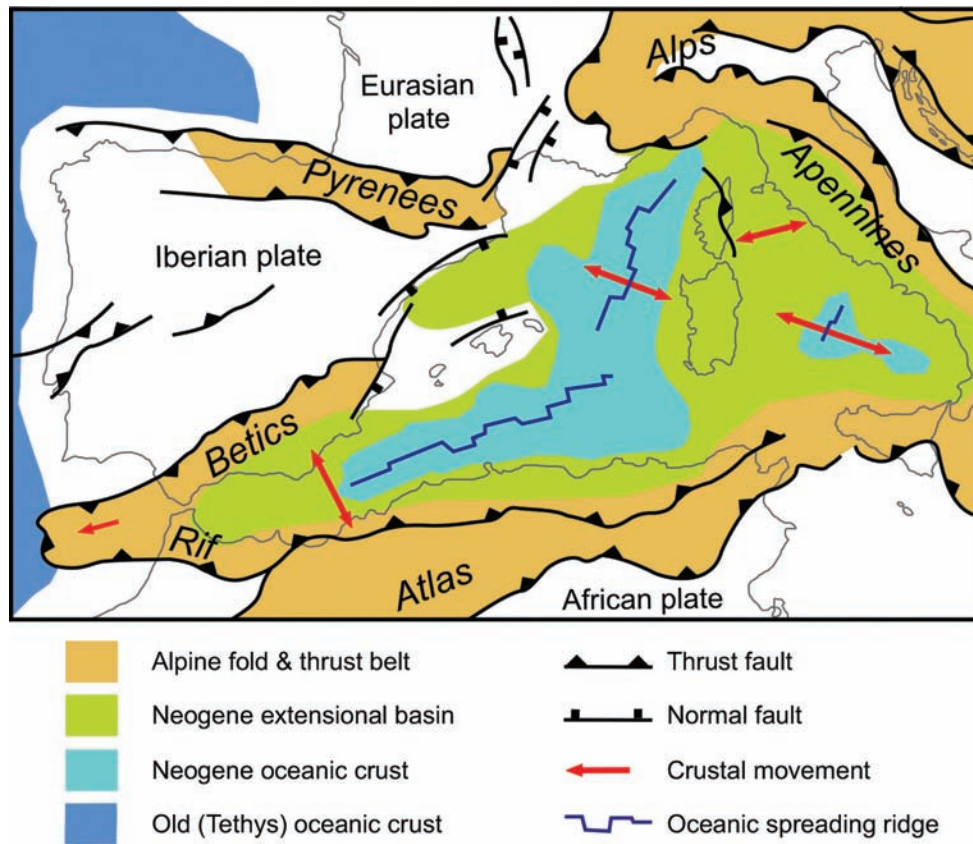 Alps
Eurasian
plate
Apennines
Pyrenees
Iberian plate
Betics
Rif
Atlas
African plate
Alpine fold & thrust belt
Thrust fault
Neogene extensional basin
Normal fault
Neogene oceanic crust
Crustal movement
Old (Tethys) oceanic crust
Oceanic spreading ridge